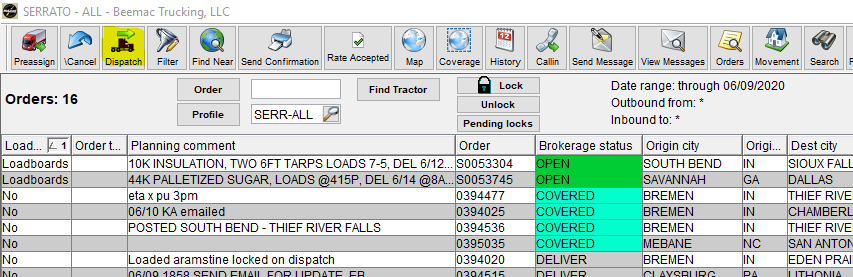 SERRATO - ALL - Beemac Trucking, LLC
Preassign \Cancel Dispatch Filter Find Near Send Confirmation Rate Accepted Map Coverage History Callin Send Message View Messages Orders Movement Search
Orders: 16
Order Find Tractor
Profile SERR-ALL
Lock
Unlock
Pending locks
Date range: through 06/09/2020
Outbound from: *
Inbound to: *
Load... 1 Order t... Planning comment Order Brokerage status Origin city Origi... Dest city
Loadboards 10K INSULATION, TWO 6FT TARPS LOADS 7-5, DEL 6/12... S0053304 OPEN SOUTH BEND IN SIOUX FALL
Loadboards 44K PALLETIZED SUGAR, LOADS @415P, DEL 6/14 @8A... S0053745 OPEN SAVANNAH GA DALLAS
No eta x pu 3pm 0394477 COVERED BREMEN IN THIEF RIVER
No 06/10 KA emailed 0394025 COVERED BREMEN IN CHAMBERL
No POSTED SOUTH BEND - THIEF RIVER FALLS 0394536 COVERED BREMEN IN THIEF RIVER
No 0395035 COVERED MEBANE NC SAN ANTON
No Loaded aramstine locked on dispatch 0394020 DELIVER BREMEN IN EDEN PRAI
No 06/09 1858 SEND EMAIL FOR UPDATE EB 0394515 DELIVER CLAYSBURG PA LITHONIA